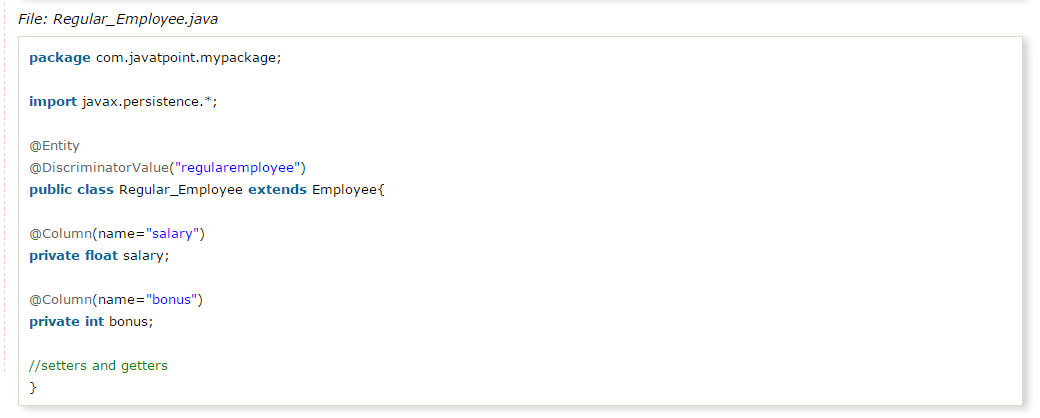 File: Regular_Employee.java
package com.javatpoint.mypackage;
import javax.persistence.*;
@Entity
@DiscriminatorValue("regularemployee")
public class Regular_Employee extends Employee{
@Column(name="salary")
private float salary;
@Column(name="bonus")
private int bonus;
//setters and getters
}